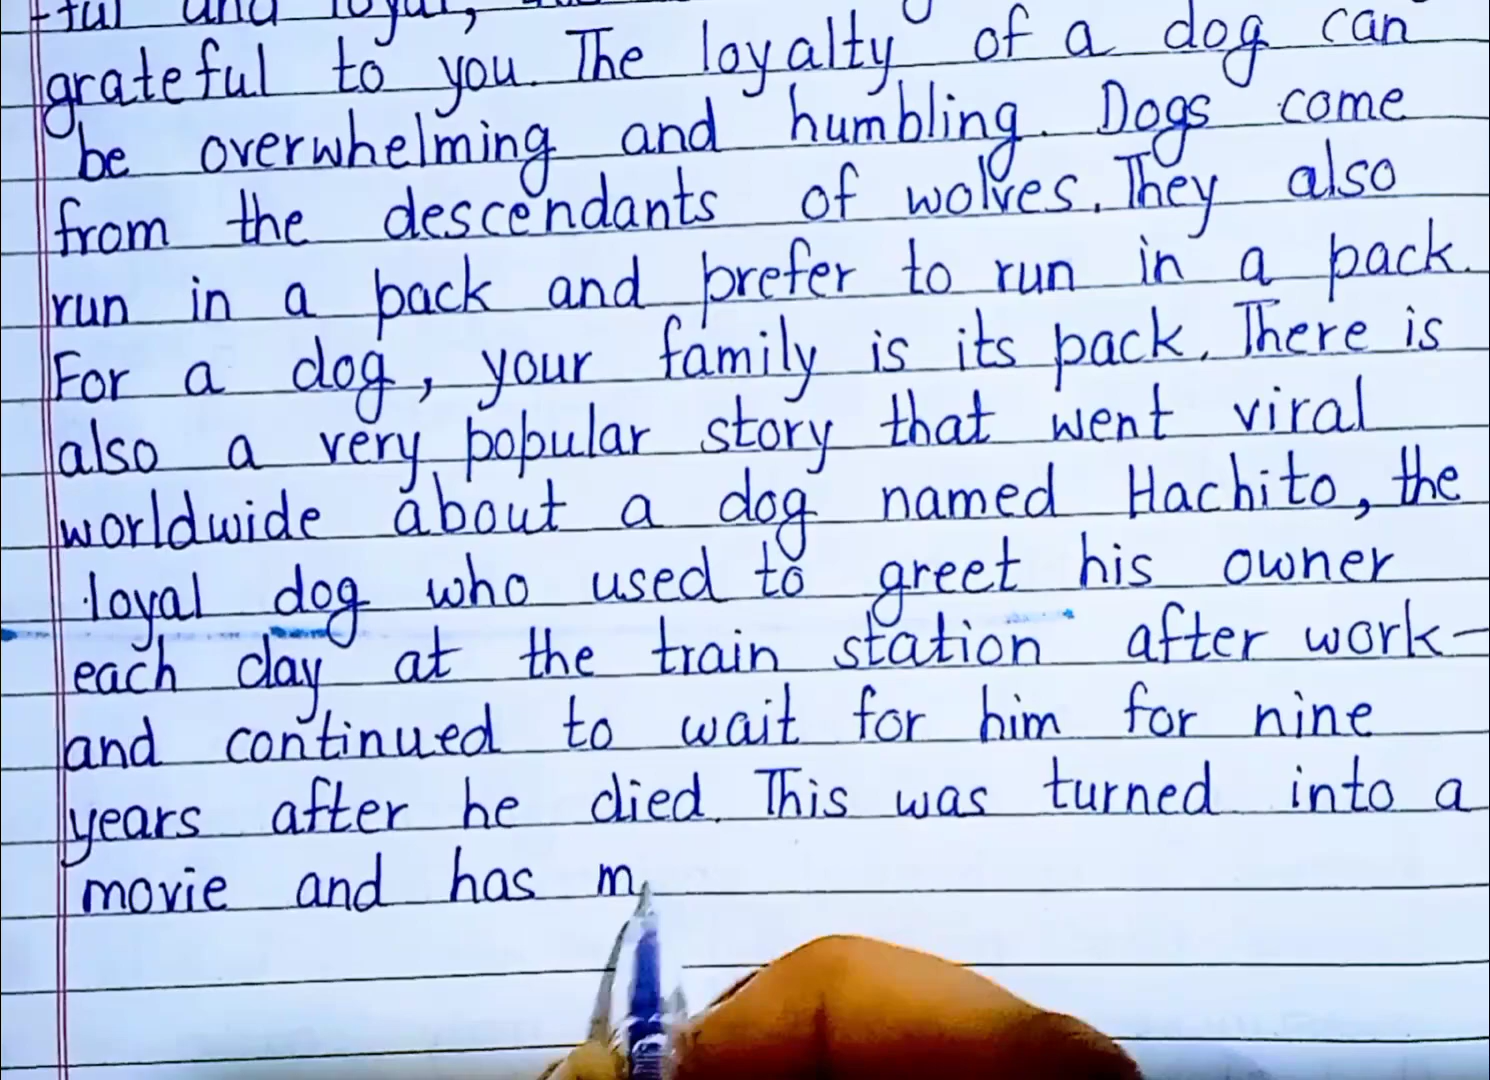 -ful and loyal,
grateful to you. The loyalty of a dog can
be overwhelming and humbling. Dogs come
from the descendants of wolves. They also
run in a pack and prefer to run in a pack.
For a dog, your family is its pack. There is
also a very popular story that went viral
worldwide about a dog named Hachito, the
loyal dog who used to greet his owner
each day at the train station after work-
and continued to wait for him for nine
years after he died. This was turned into a
movie and has m